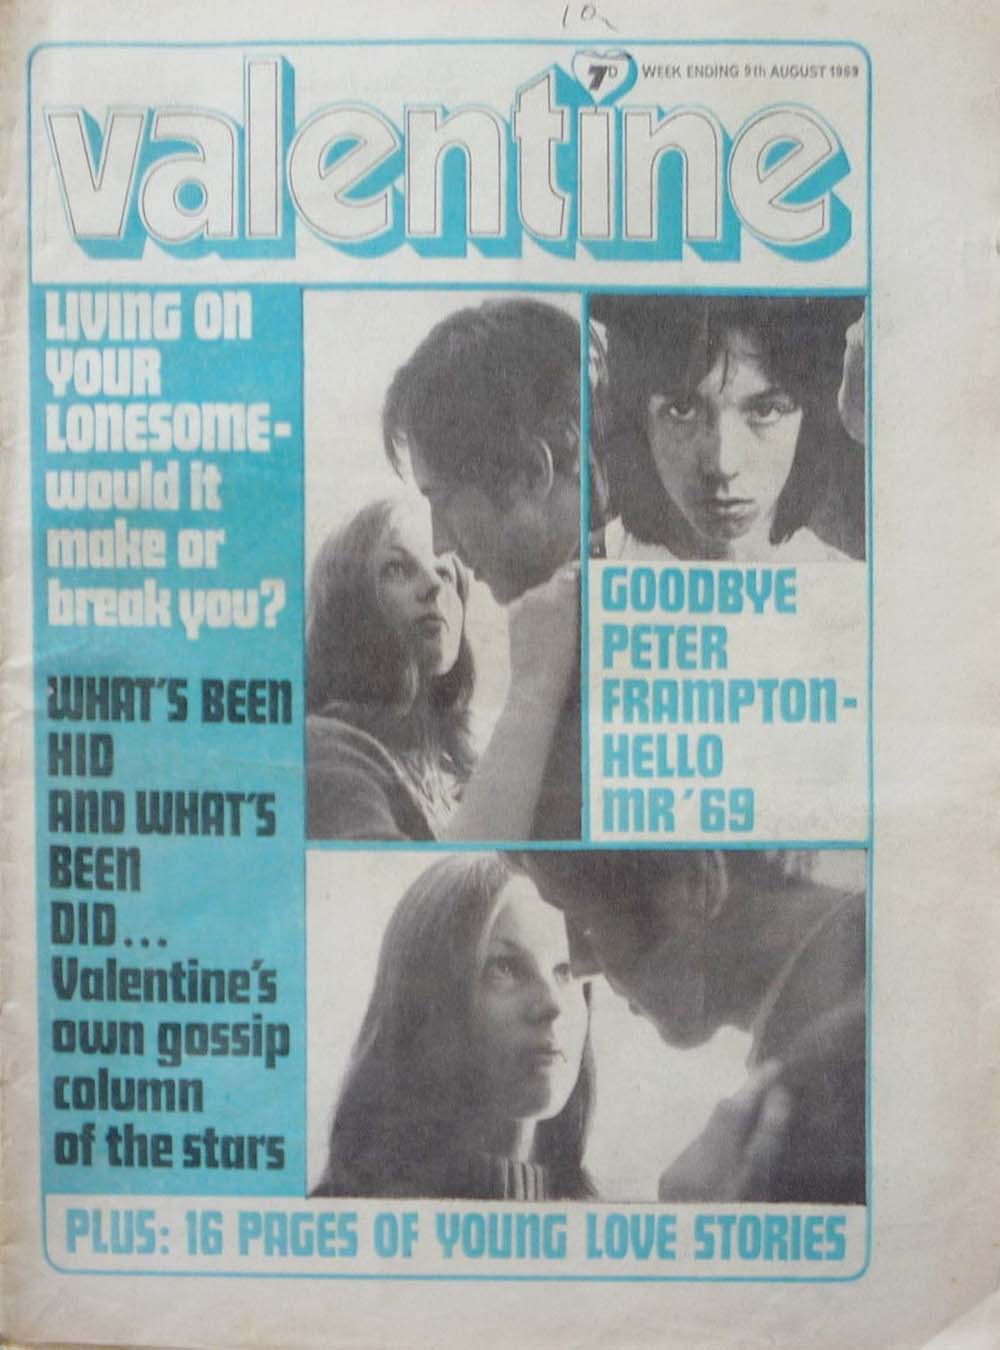 10
7D
WEEK ENDING 9th AUGUST 1969
valentine
LIVING ON
YOUR
LONESOME-
would it
make or
break you?
WHAT'S BEEN
HID
AND WHAT'S
BEEN
DID...
Valentine's
own gossip
column
of the stars
GOODBYE
PETER
FRAMPTON-
HELLO
MR '69
PLUS: 16 PAGES OF YOUNG LOVE STORIES